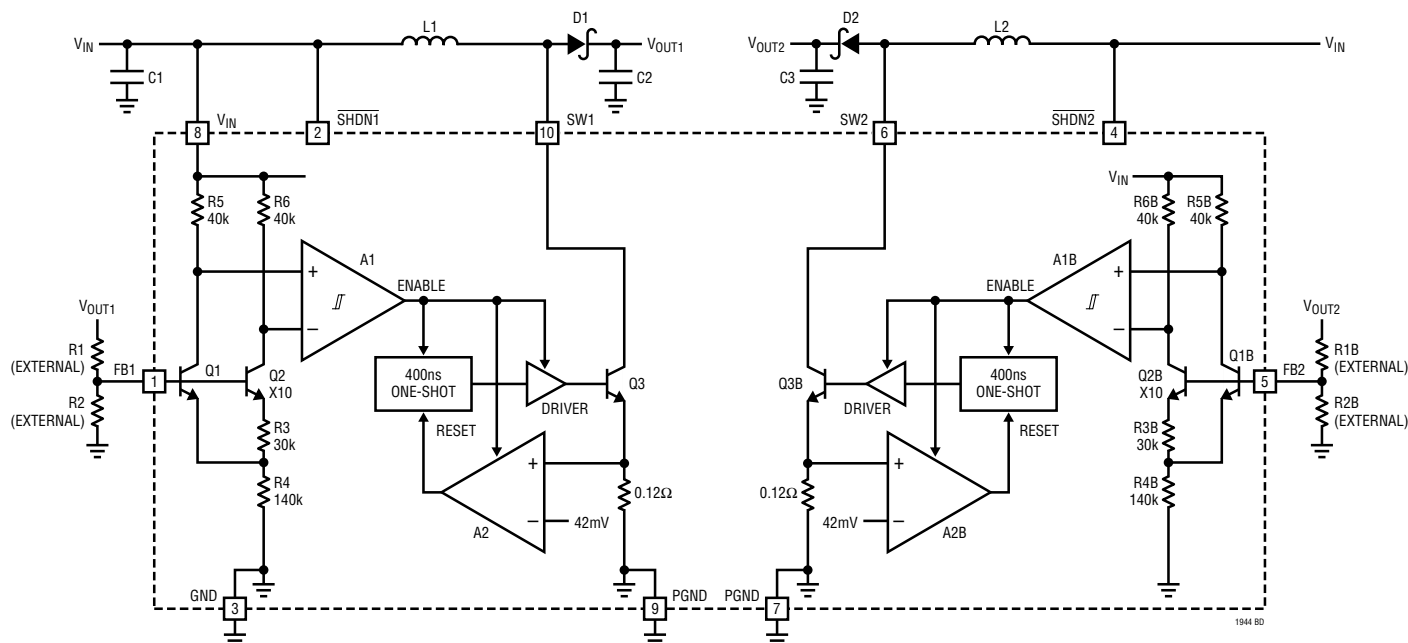 L1
D1
D2
L2
VIN
VOUT1
VOUT2
VIN
C1
C2
C3
8
VIN
2
SHDN1
10
SW1
SW2
6
SHDN2
4
R5
40k
R6
40k
VIN
R6B
40k
R5B
40k
A1
+
−
ENABLE
A1B
+
−
ENABLE
VOUT1
R1
(EXTERNAL)
FB1
1
R2
(EXTERNAL)
Q1
Q2
X10
400ns
ONE-SHOT
DRIVER
Q3
RESET
Q3B
DRIVER
400ns
ONE-SHOT
RESET
Q2B
X10
Q1B
5
FB2
VOUT2
R1B
(EXTERNAL)
R2B
(EXTERNAL)
R3
30k
R4
140k
+
−
A2
42mV
0.12Ω
0.12Ω
42mV
+
−
A2B
R3B
30k
R4B
140k
GND
3
9
PGND
PGND
7
1944 BD